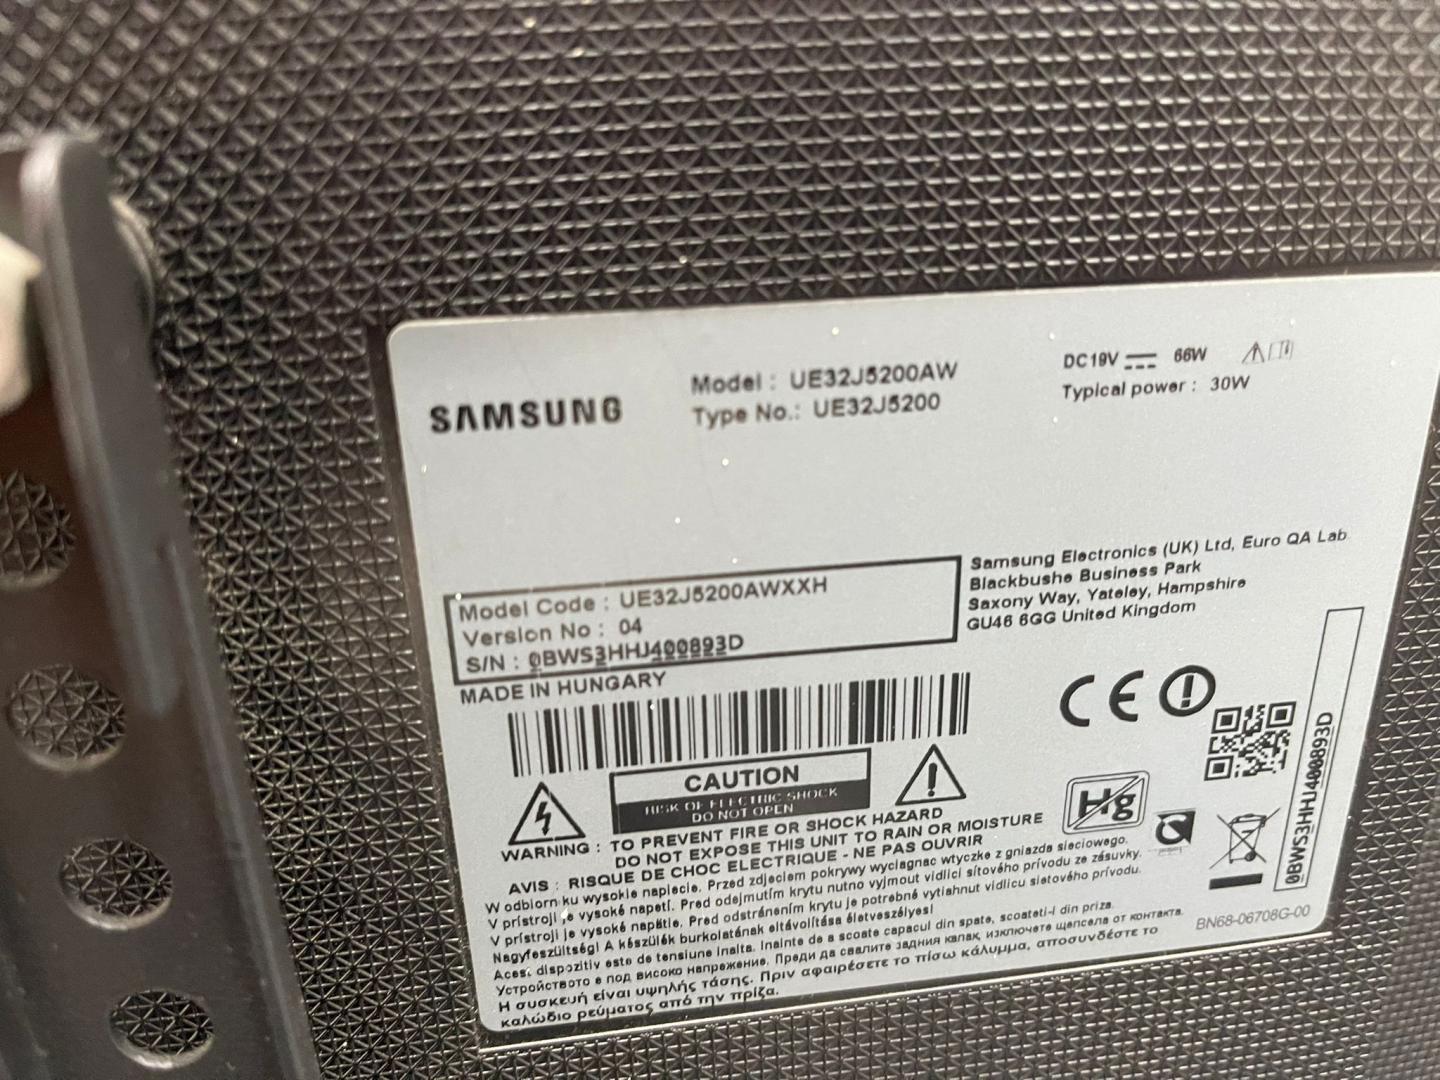 SAMSUNG
Model : UE32J5200AW
Type No.: UE32J5200
DC19V 66W
Typical power : 30W
Model Code : UE32J5200AWXXH
Version No : 04
S/N : 0BWS3HHJ400893D
MADE IN HUNGARY
Samsung Electronics (UK) Ltd, Euro QA Lab
Blackbushe Business Park
Saxony Way, Yateley, Hampshire
GU46 6GG United Kingdom
CE
CAUTION
RISK OF ELECTRIC SHOCK
DO NOT OPEN
WARNING : TO PREVENT FIRE OR SHOCK HAZARD
DO NOT EXPOSE THIS UNIT TO RAIN OR MOISTURE
AVIS : RISQUE DE CHOC ELECTRIQUE - NE PAS OUVRIR
W odbiorniku wysokie napiecie. Przed zdjeciem pokrywy wyciagnac wtyczke z gniazda sieciowego.
V prístroji je vysoké napetí. Pred odejmutím krytu nutno vyjmout vidlici sítového prívodu ze zásuvky.
V prístroji je vysoké napätie. Pred odstránením krytu je potrebné vytiahnut vidlicu sietového prívodu.
Nagyfeszültség! A készülék burkolatának eltávolítása életveszélyes!
Acest dispozitiv este de tensiune inalta. Inainte de a scoate capacul din spate, scoateti-l din priza.
Устройството е под високо напрежение. Преди да свалите задния капак, изключете щепсела от контакта.
Η συσκευή είναι υψηλής τάσης. Πριν αφαιρέσετε το πίσω κάλυμμα, αποσυνδέστε το
καλώδιο ρεύματος από την πρίζα.
Hg
0BWS3HHJ400893D
BN68-06708G-00